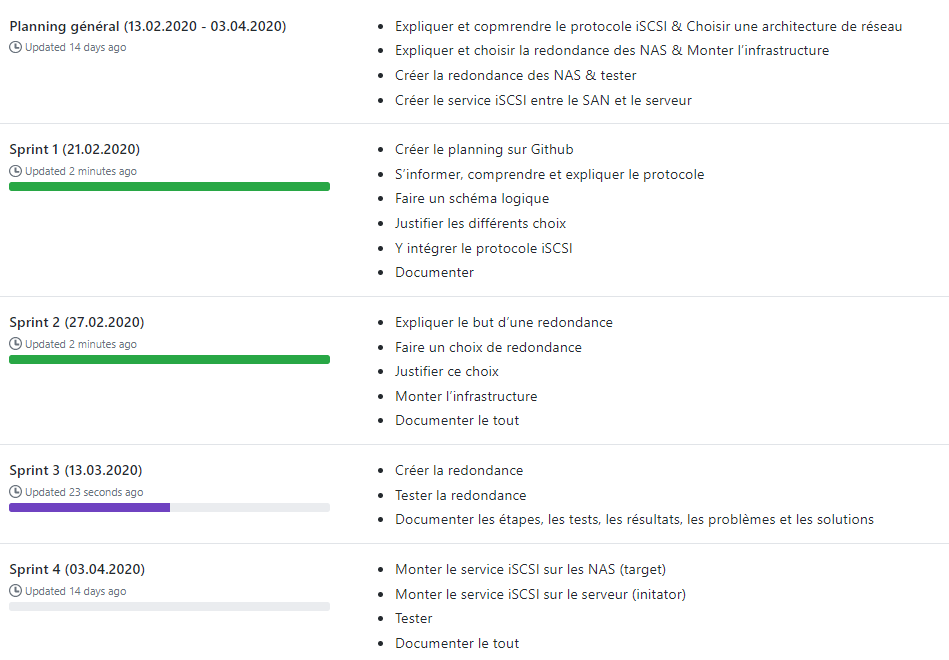 Planning général (13.02.2020 - 03.04.2020)
Updated 14 days ago
Expliquer et copmrendre le protocole iSCSI & Choisir une architecture de réseau
Expliquer et choisir la redondance des NAS & Monter l’infrastructure
Créer la redondance des NAS & tester
Créer le service iSCSI entre le SAN et le serveur
Sprint 1 (21.02.2020)
Updated 2 minutes ago
Créer le planning sur Github
S’informer, comprendre et expliquer le protocole
Faire un schéma logique
Justifier les différents choix
Y intégrer le protocole iSCSI
Documenter
Sprint 2 (27.02.2020)
Updated 2 minutes ago
Expliquer le but d’une redondance
Faire un choix de redondance
Justifier ce choix
Monter l’infrastructure
Documenter le tout
Sprint 3 (13.03.2020)
Updated 23 seconds ago
Créer la redondance
Tester la redondance
Documenter les étapes, les tests, les résultats, les problèmes et les solutions
Sprint 4 (03.04.2020)
Updated 14 days ago
Monter le service iSCSI sur les NAS (target)
Monter le service iSCSI sur le serveur (initator)
Tester
Documenter le tout